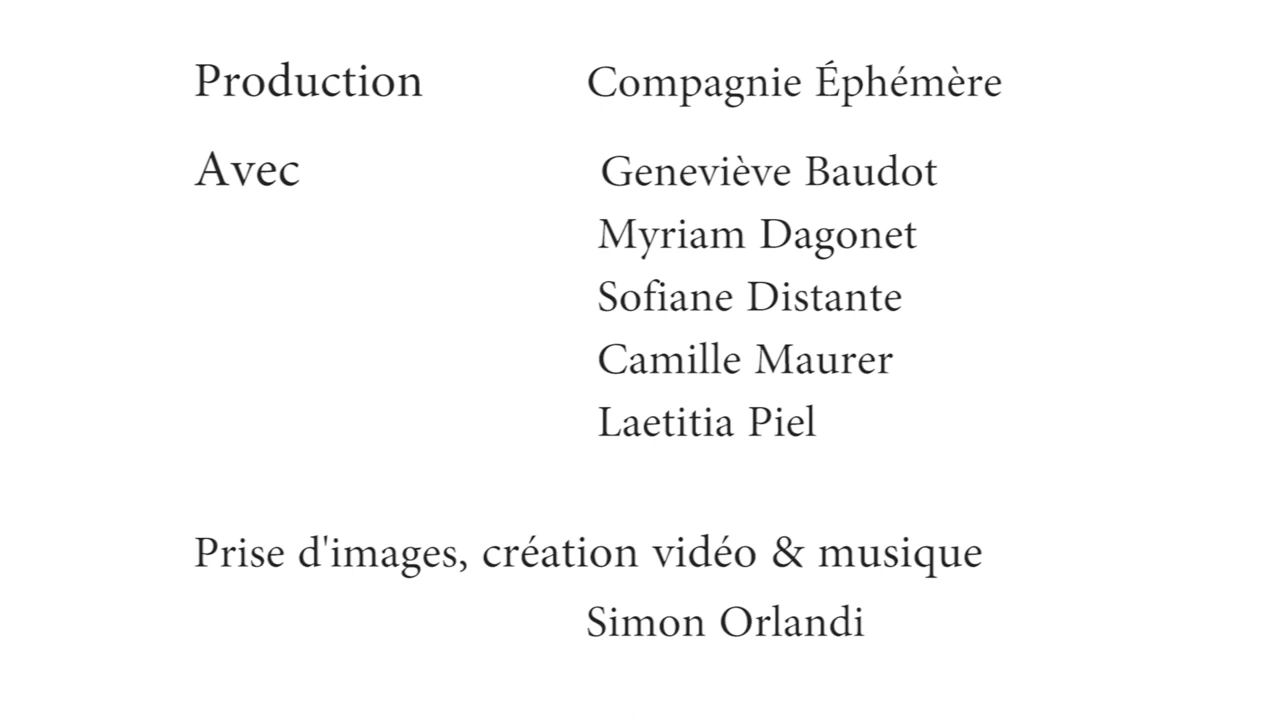 Production Compagnie Éphémère
Avec Geneviève Baudot
Myriam Dagonet
Sofiane Distante
Camille Maurer
Laetitia Piel
Prise d'images, création vidéo & musique
Simon Orlandi